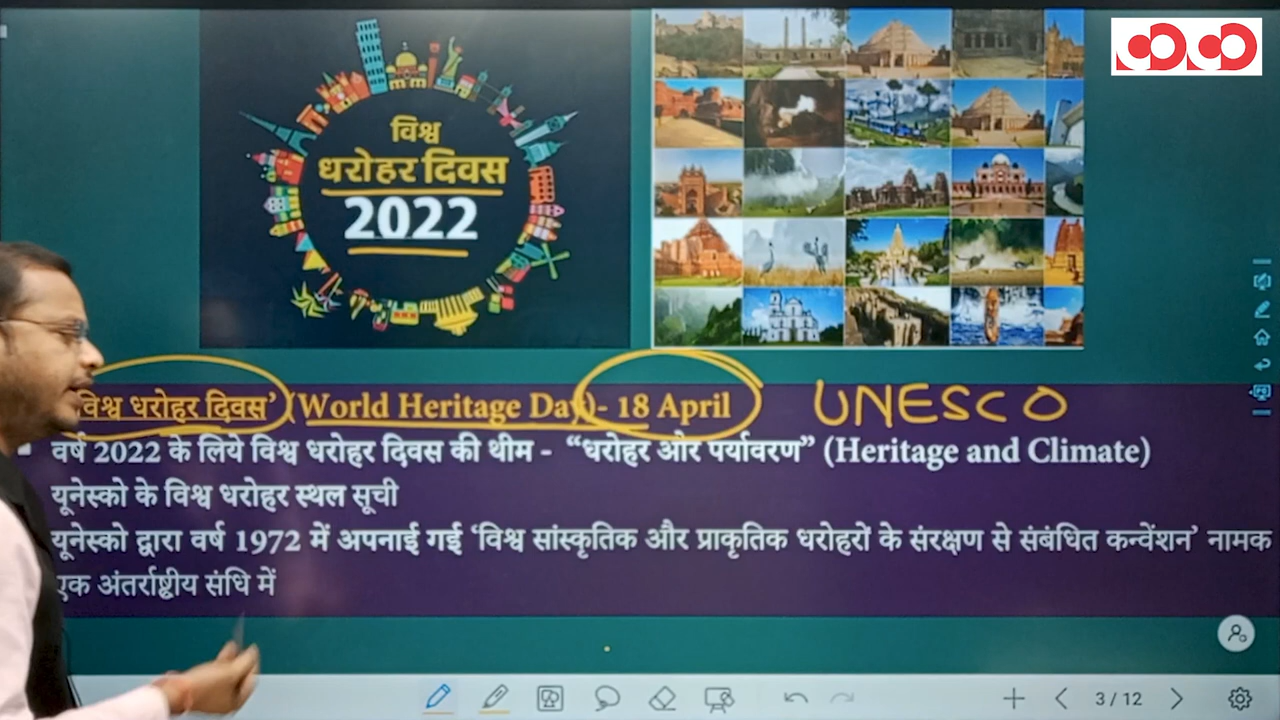 विश्व
धरोहर दिवस
2022
विश्व धरोहर दिवस’ (World Heritage Day)- 18 April
UNESCO
वर्ष 2022 के लिये विश्व धरोहर दिवस की थीम - “धरोहर ओर पर्यावरण” (Heritage and Climate)
यूनेस्को के विश्व धरोहर स्थल सूची
यूनेस्को द्वारा वर्ष 1972 में अपनाई गई ‘विश्व सांस्कृतिक और प्राकृतिक धरोहरों के संरक्षण से संबंधित कन्वेंशन’ नामक
एक अंतर्राष्ट्रीय संधि में
3 / 12